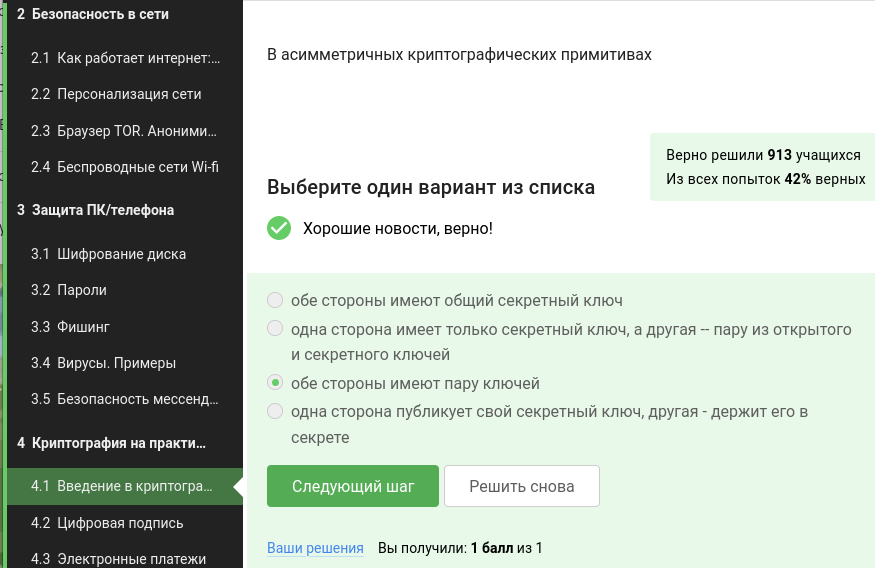 2 Безопасность в сети
2.1 Как работает интернет:...
2.2 Персонализация сети
2.3 Браузер TOR. Аноними...
2.4 Беспроводные сети Wi-fi
3 Защита ПК/телефона
3.1 Шифрование диска
3.2 Пароли
3.3 Фишинг
3.4 Вирусы. Примеры
3.5 Безопасность мессенд...
4 Криптография на практи...
4.1 Введение в криптогра...
4.2 Цифровая подпись
4.3 Электронные платежи
В асимметричных криптографических примитивах
Верно решили 913 учащихся
Из всех попыток 42% верных
Выберите один вариант из списка
Хорошие новости, верно!
обе стороны имеют общий секретный ключ
одна сторона имеет только секретный ключ, а другая -- пару из открытого
и секретного ключей
обе стороны имеют пару ключей
одна сторона публикует свой секретный ключ, другая - держит его в
секрете
Следующий шаг
Решить снова
Ваши решения Вы получили: 1 балл из 1